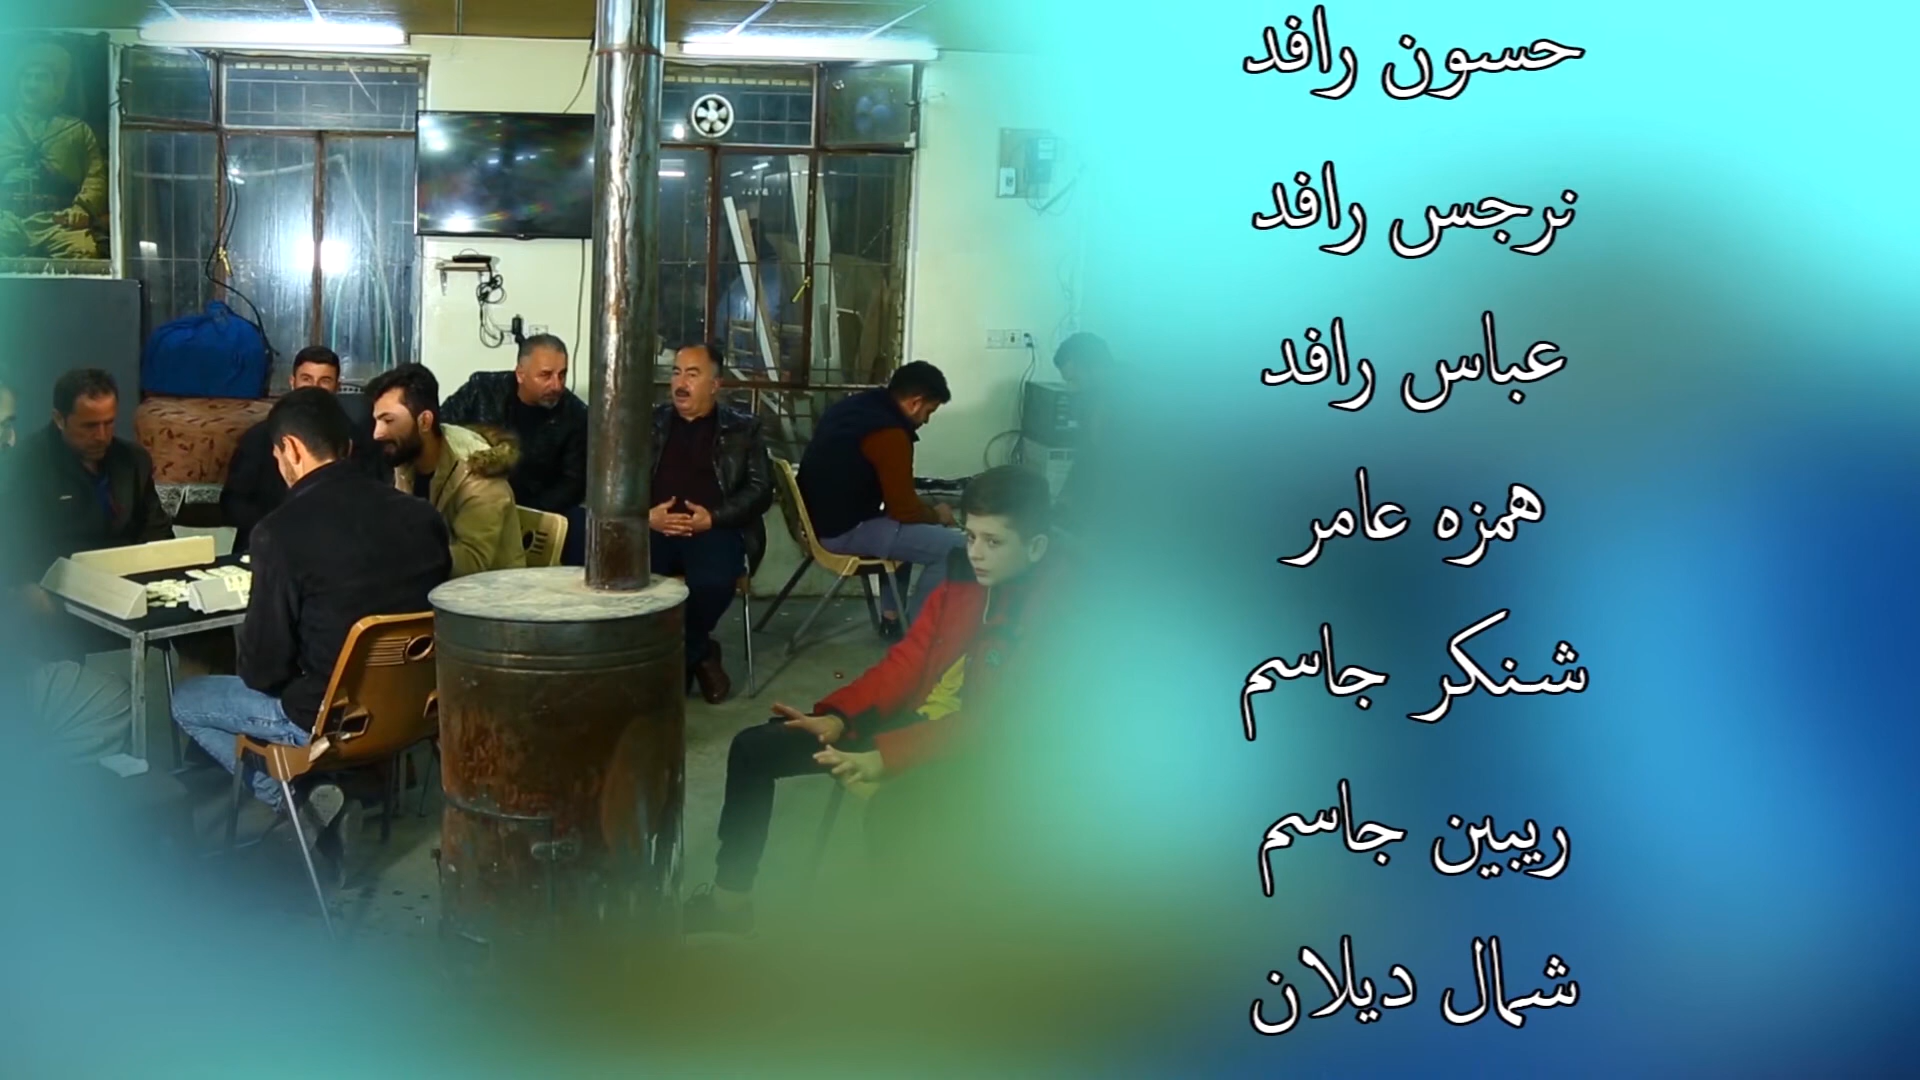 حسون رافد
نرجس رافد
عباس رافد
همزه عامر
شنكر جاسم
ريبين جاسم
شمال ديلان